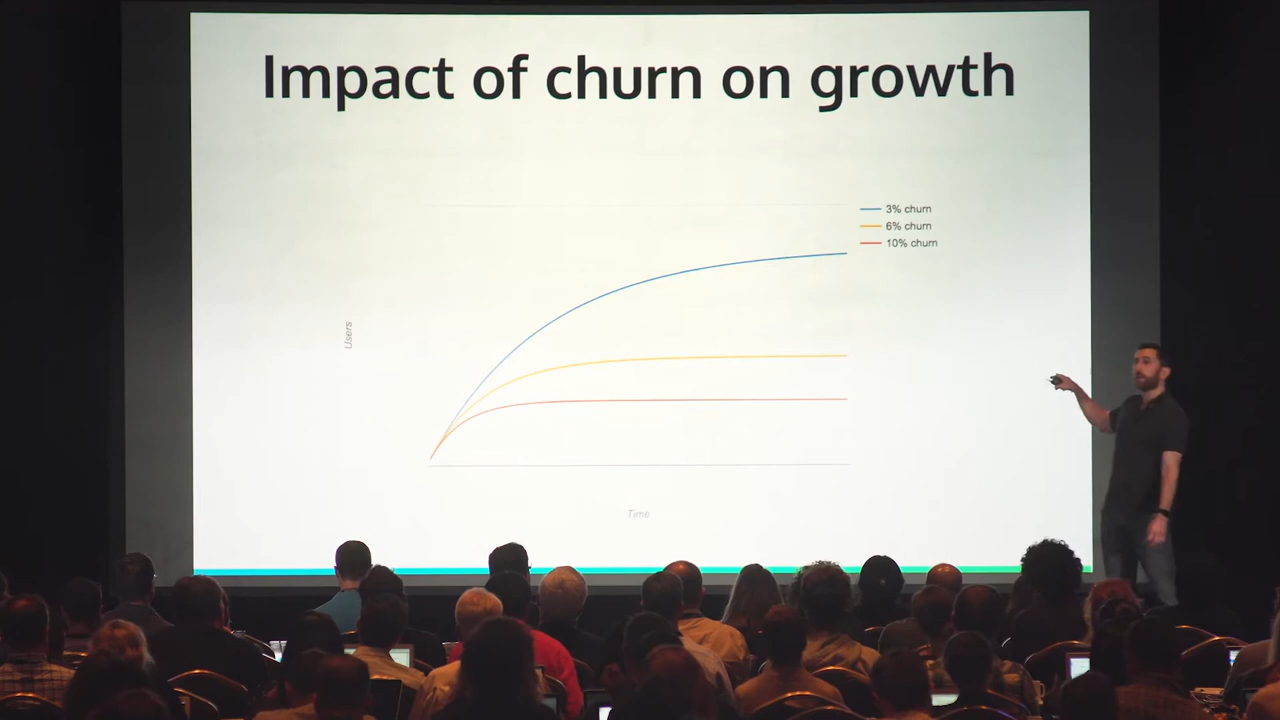 Impact of churn on growth
3% churn
6% churn
10% churn
Users
Time